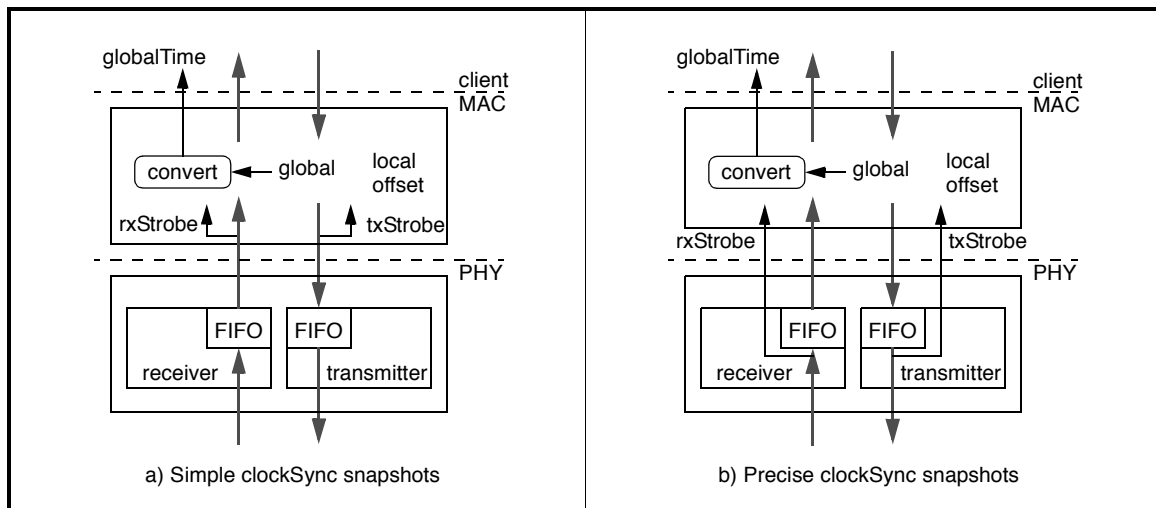 globalTime
client
MAC
convert
global
local
offset
rxStrobe
txStrobe
PHY
FIFO
FIFO
receiver
transmitter
a) Simple clockSync snapshots
globalTime
client
MAC
convert
global
local
offset
rxStrobe
txStrobe
PHY
FIFO
FIFO
receiver
transmitter
b) Precise clockSync snapshots